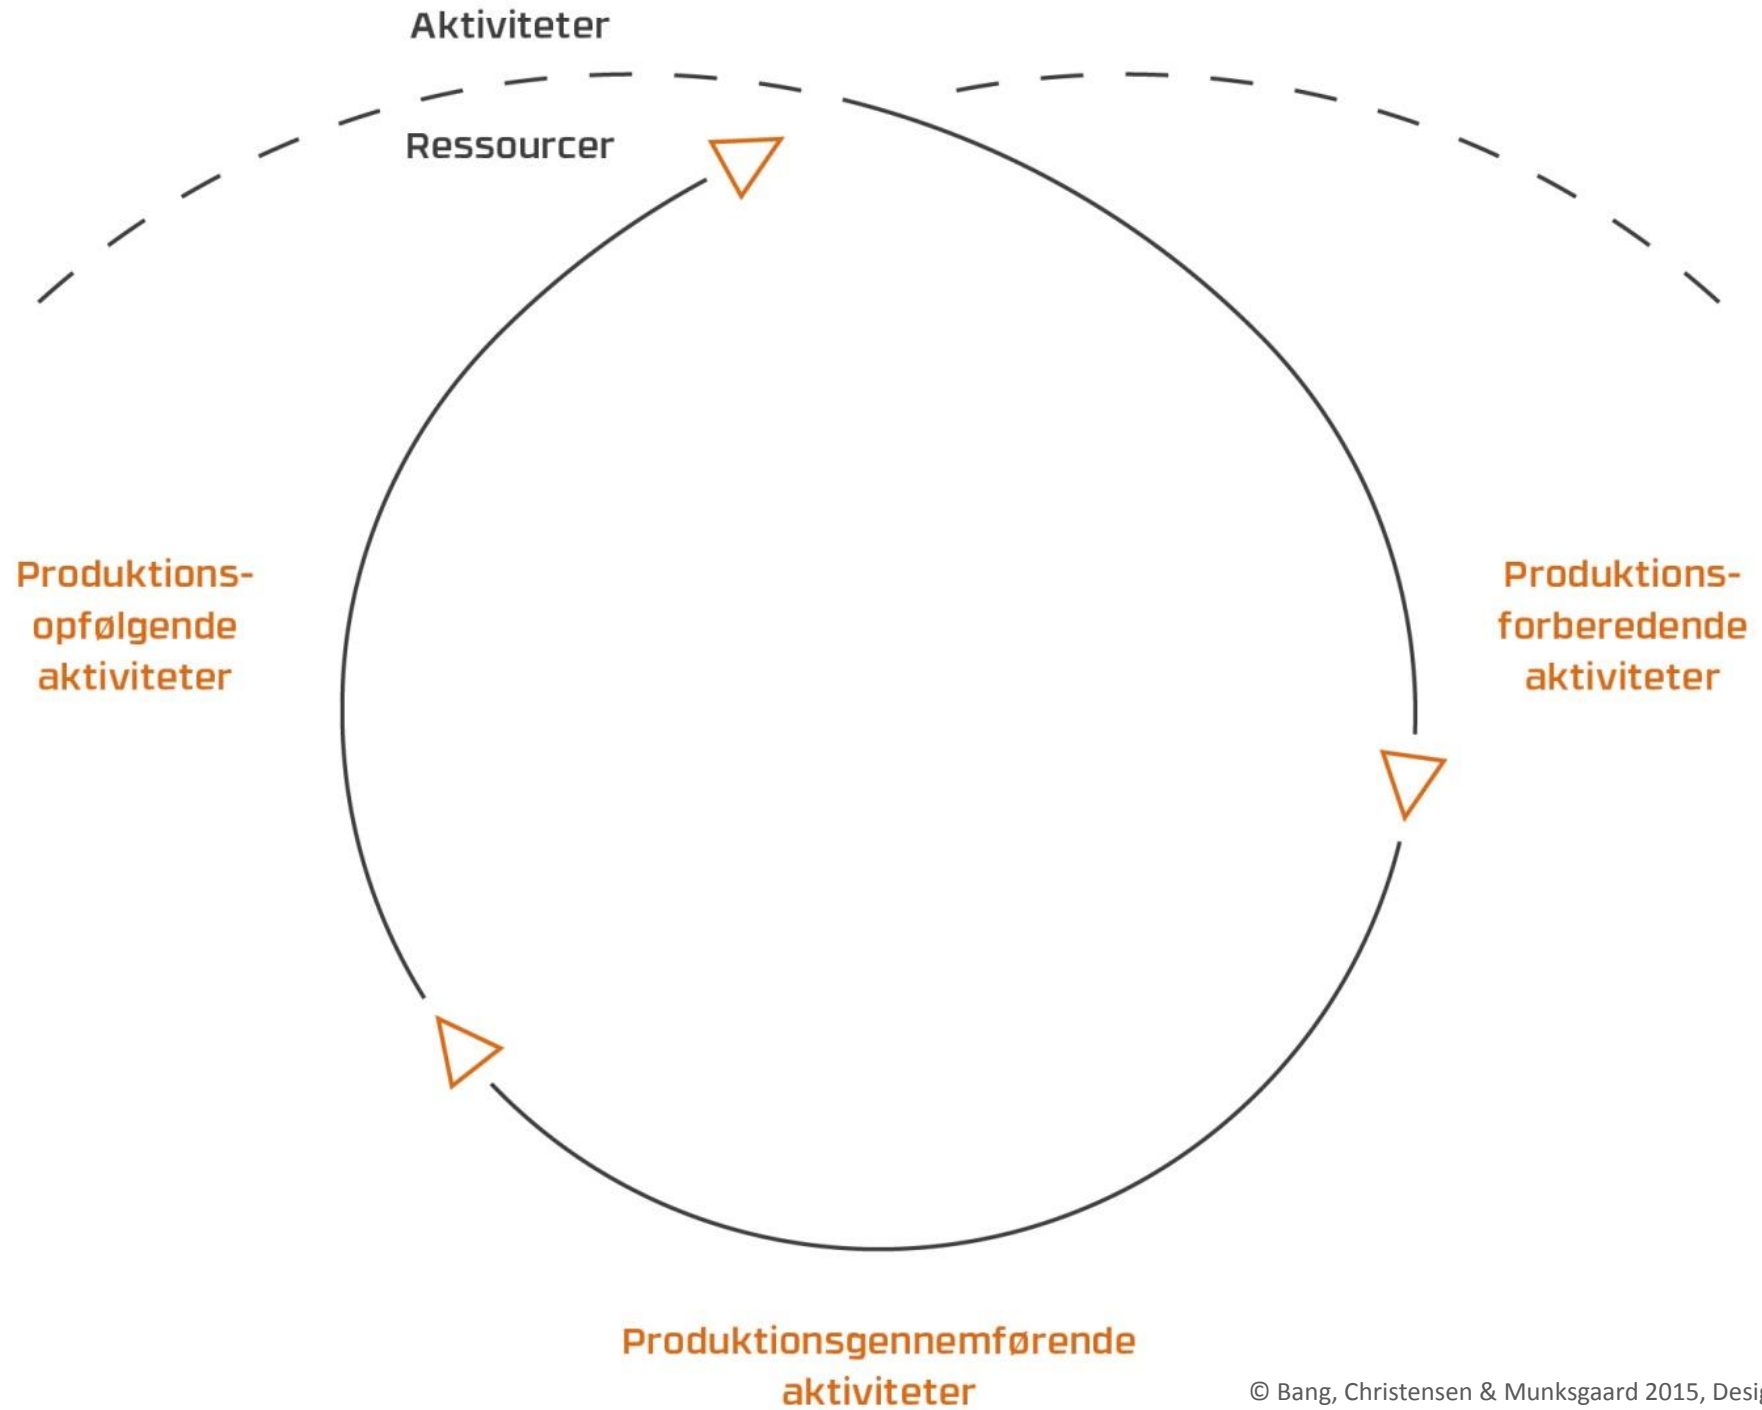 Aktiviteter
Ressourcer
Produktions-
opfølgende
aktiviteter
Produktions-
forberedende
aktiviteter
Produktionsgennemførende
aktiviteter
© Bang, Christensen & Munksgaard 2015,